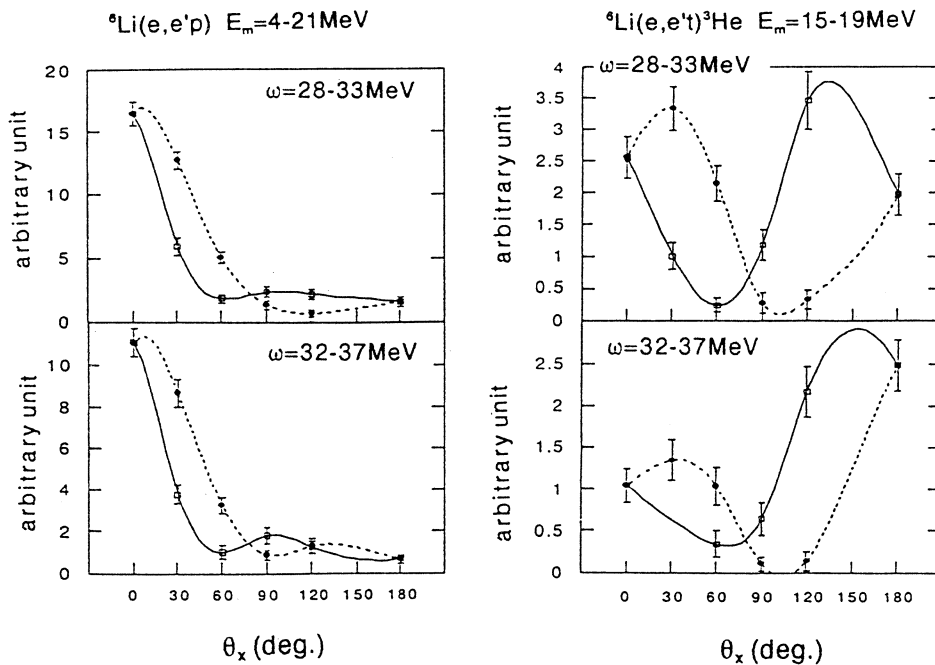 ⁶Li(e,e'p) Eₘ=4-21MeV
ω=28-33MeV
arbitrary unit
20
15
10
5
0
ω=32-37MeV
arbitrary unit
10
8
6
4
2
0
0 30 60 90 120 150 180
θₓ (deg.)
⁶Li(e,e't)³He Eₘ=15-19MeV
ω=28-33MeV
arbitrary unit
4
3.5
3
2.5
2
1.5
1
0.5
0
ω=32-37MeV
arbitrary unit
2.5
2
1.5
1
0.5
0
0 30 60 90 120 150 180
θₓ (deg.)